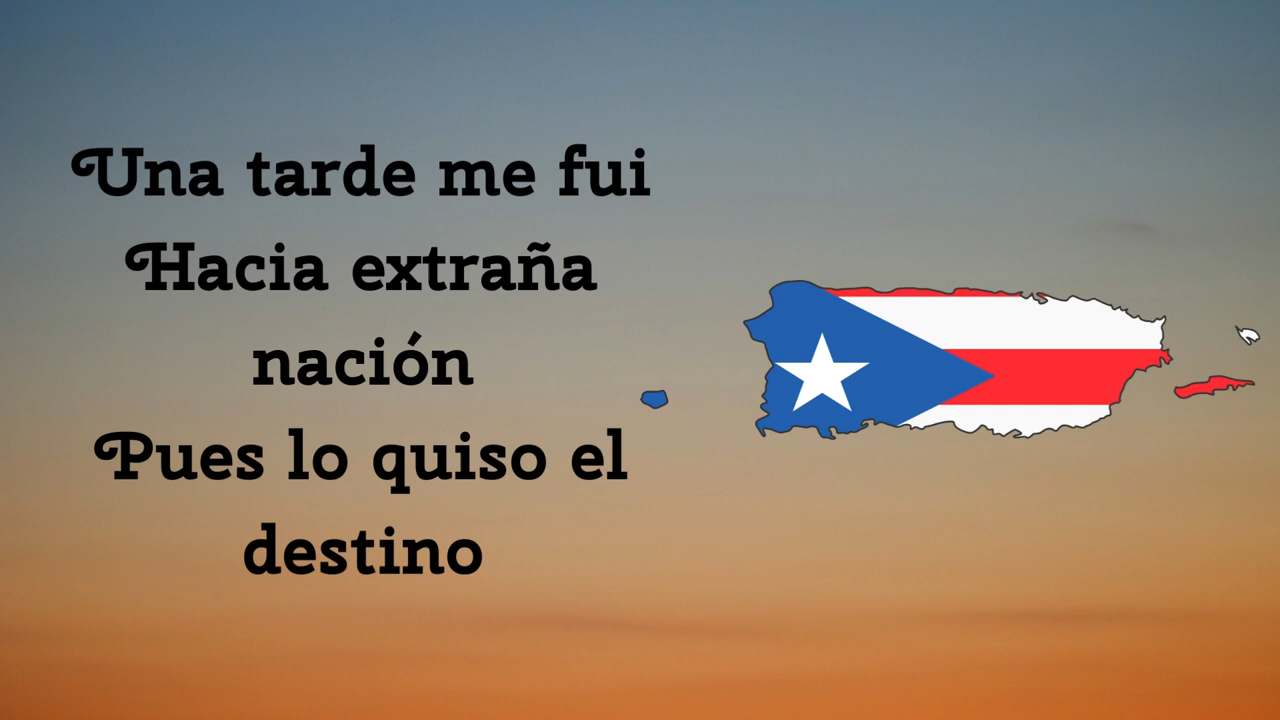 Una tarde me fui
Hacia extraña
nación
Pues lo quiso el
destino